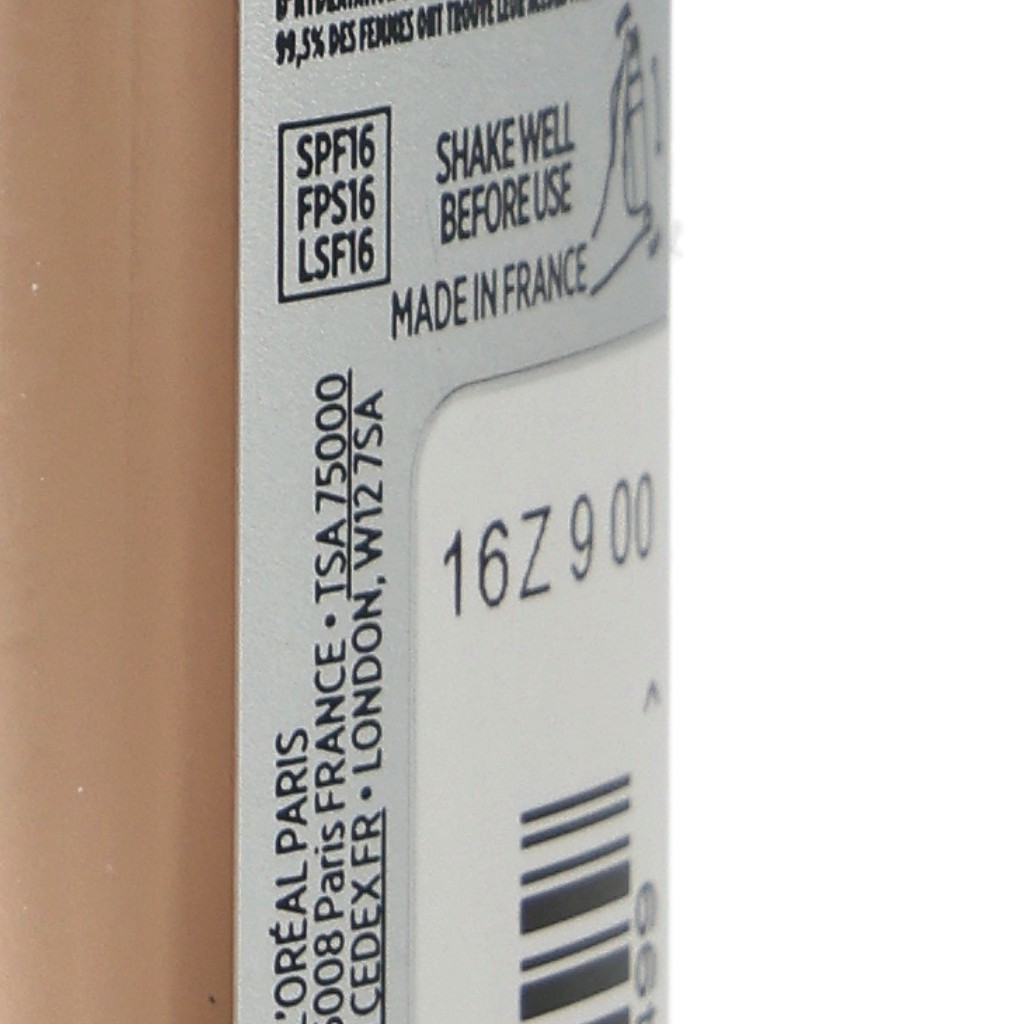 99,5% DES FEMMES ONT TROUVÉ LEUR
SPF16
FPS16
LSF16
SHAKE WELL
BEFORE USE
MADE IN FRANCE
L'ORÉAL PARIS
5008 Paris FRANCE • TSA 75000
CEDEX FR • LONDON, W12 7SA
16Z 9 00
>